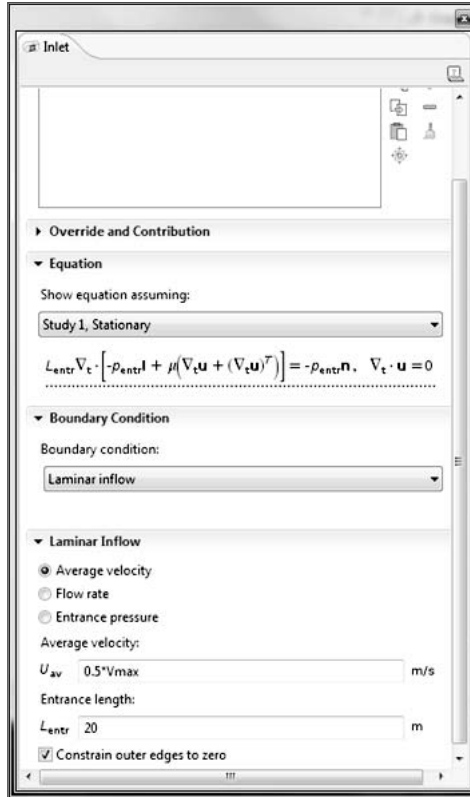 Inlet
Override and Contribution
Equation
Show equation assuming:
Study 1, Stationary
L_entr ∇_t · [-p_entr I + μ(∇_t u + (∇_t u)^T)] = -p_entr n, ∇_t · u = 0
Boundary Condition
Boundary condition:
Laminar inflow
Laminar Inflow
Average velocity
Flow rate
Entrance pressure
Average velocity:
U_av 0.5*Vmax m/s
Entrance length:
L_entr 20 m
Constrain outer edges to zero